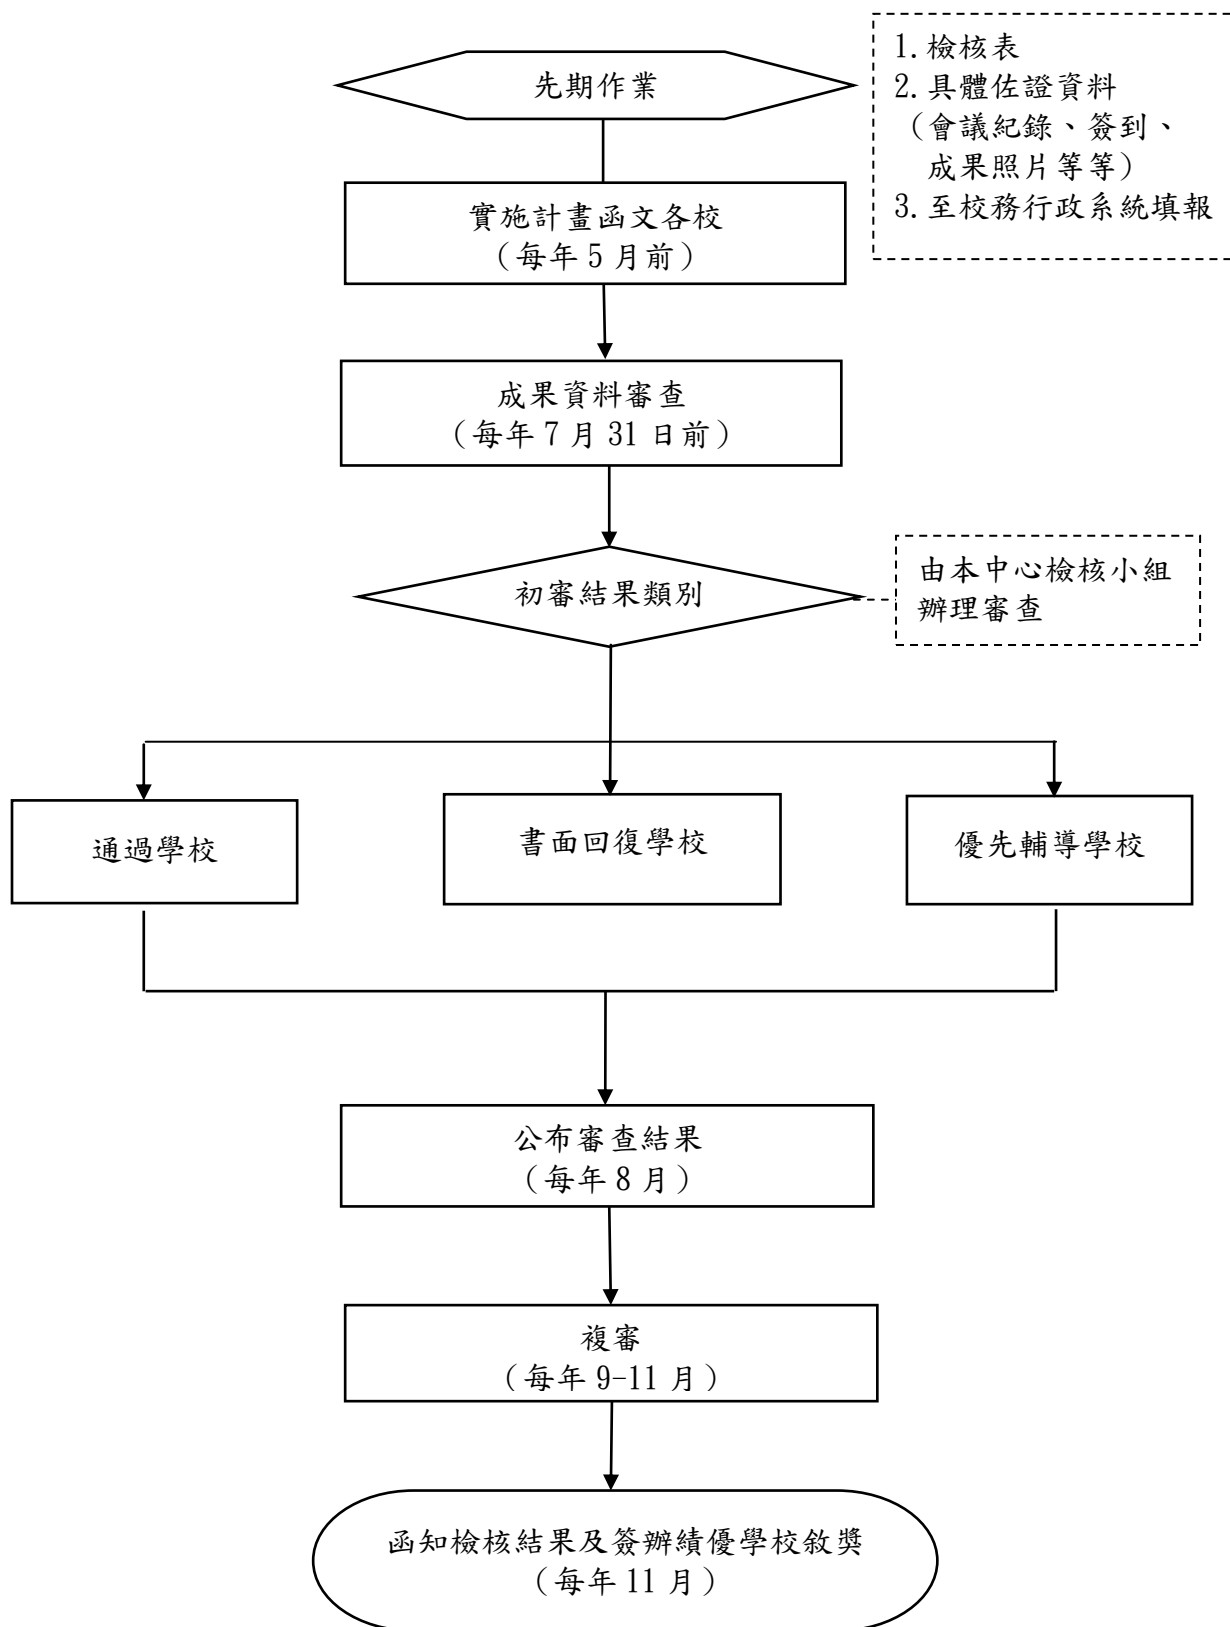 先期作業
1.檢核表
2.具體佐證資料
（會議紀錄、簽到、
成果照片等等）
3.至校務行政系統填報
實施計畫函文各校
（每年5月前）
成果資料審查
（每年7月31日前）
初審結果類別
由本中心檢核小組
辦理審查
通過學校
書面回復學校
優先輔導學校
公布審查結果
（每年8月）
複審
（每年9-11月）
函知檢核結果及簽辦績優學校敘獎
（每年11月）